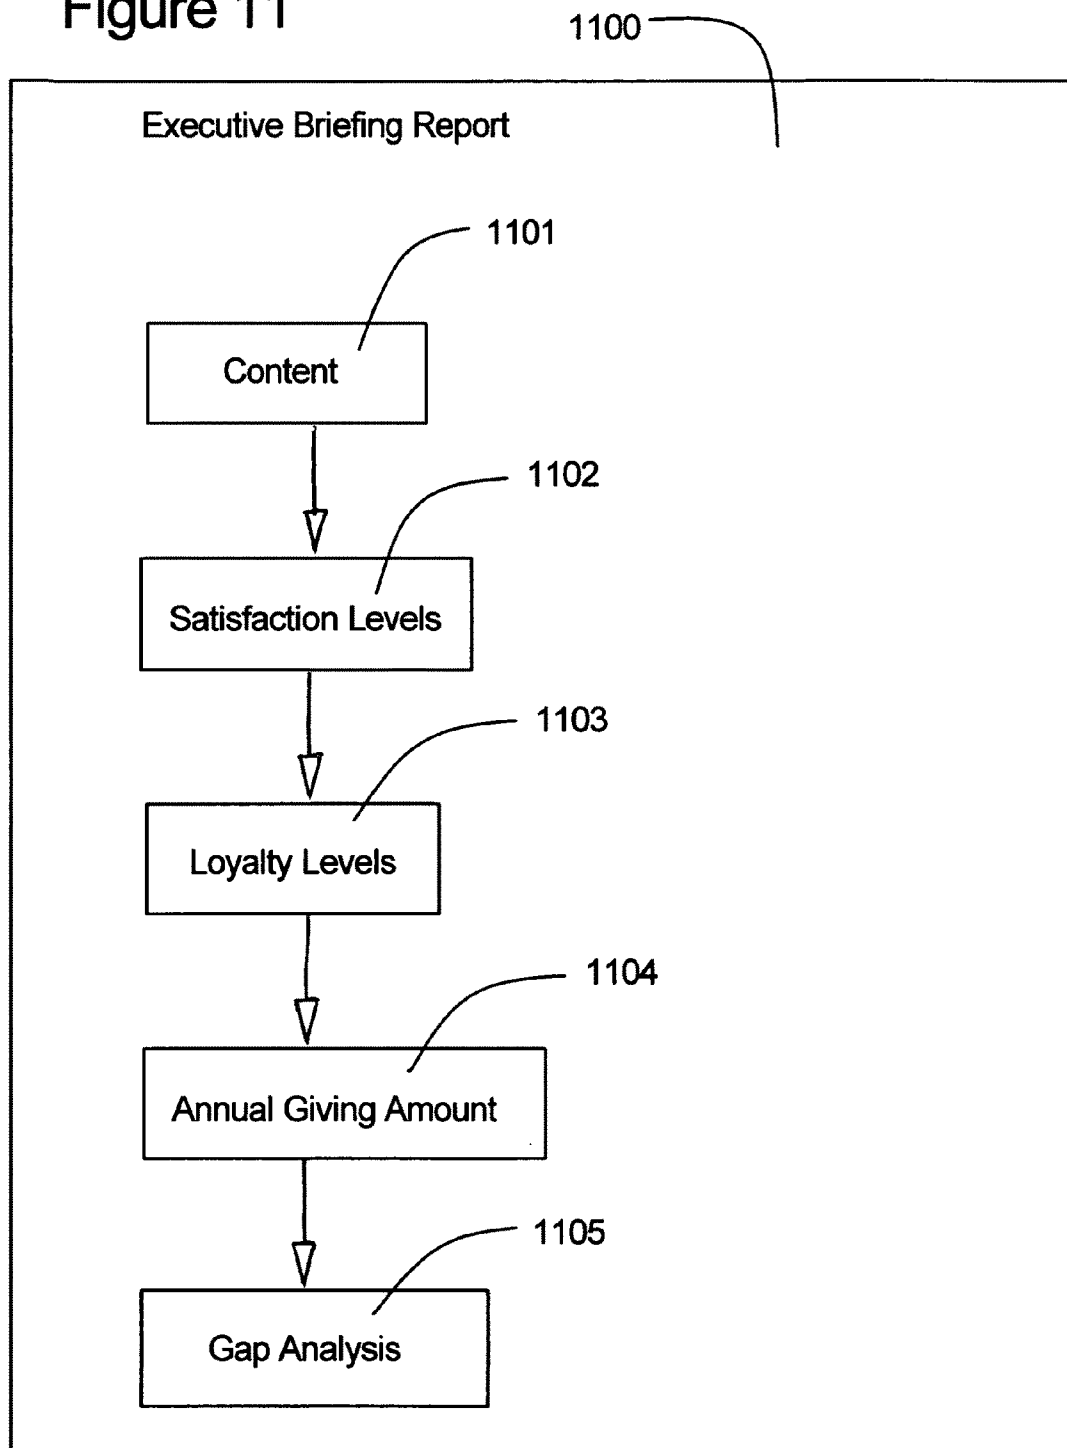 Figure 11
1100
Executive Briefing Report
1101
Content
1102
Satisfaction Levels
1103
Loyalty Levels
1104
Annual Giving Amount
1105
Gap Analysis